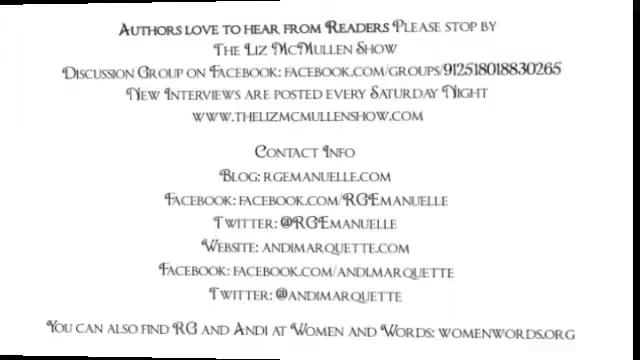 Authors love to hear from Readers Please stop by
The Liz McMullen Show
Discussion Group on Facebook: facebook.com/groups/912518018830265
New Interviews are posted every Saturday Night
www.thelizmcmullenshow.com
Contact Info
Blog: rgemanuelle.com
Facebook: facebook.com/RGEmanuelle
Twitter: @RGEmanuelle
Website: andimarquette.com
Facebook: facebook.com/andi.marquette
Twitter: @andimarquette
You can also find RG and Andi at Women and Words: womenwords.org